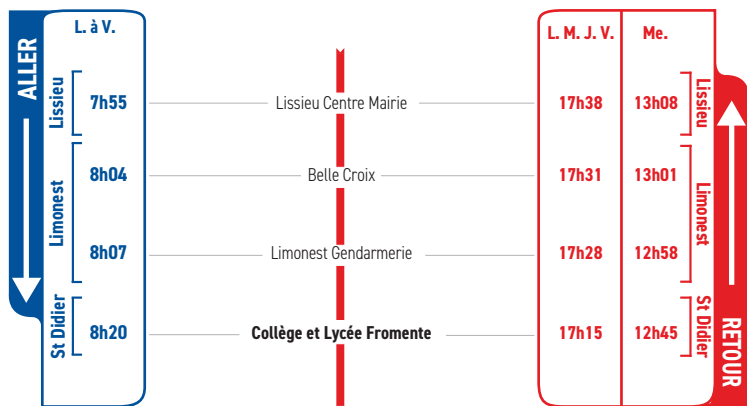 ALLER
L. à V.
L. M. J. V.
Me.
Lissieu
7h55
Lissieu Centre Mairie
17h38
13h08
Lissieu
Limonest
8h04
Belle Croix
17h31
13h01
Limonest
8h07
Limonest Gendarmerie
17h28
12h58
St Didier
8h20
Collège et Lycée Fromente
17h15
12h45
St Didier
RETOUR